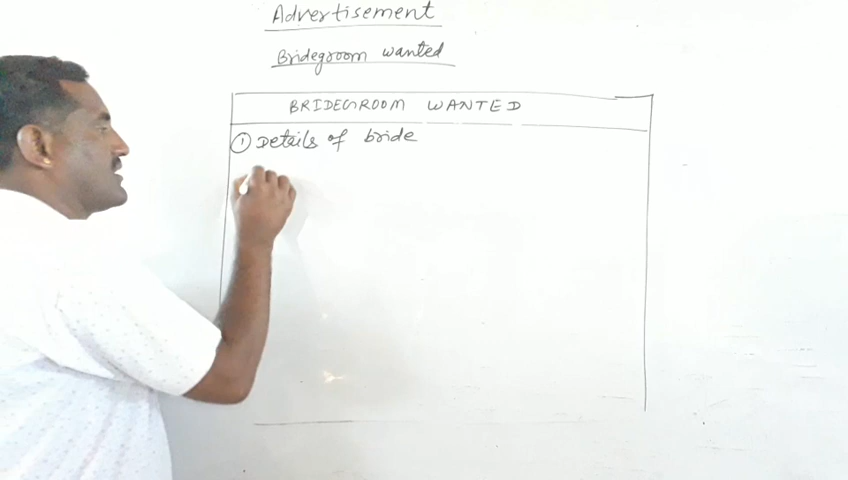 Advertisement
Bridegroom wanted
BRIDEGROOM WANTED
① Details of bride